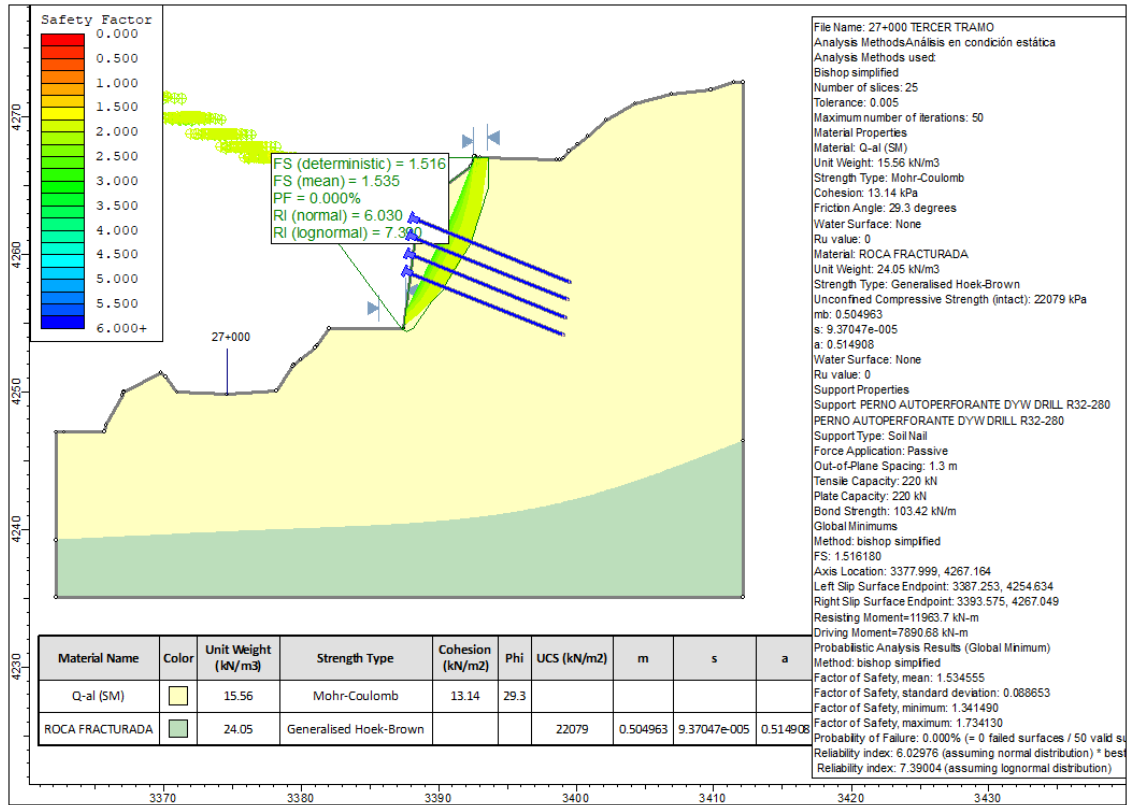 Safety Factor
0.000
0.500
1.000
1.500
2.000
2.500
3.000
3.500
4.000
4.500
5.000
5.500
6.000+
4270
4260
4250
4240
4230
FS (deterministic) = 1.516
FS (mean) = 1.535
PF = 0.000%
RI (normal) = 6.030
RI (lognormal) = 7.390
27+000
File Name: 27+000 TERCER TRAMO
Analysis MethodsAnálisis en condición estática
Analysis Methods used:
Bishop simplified
Number of slices: 25
Tolerance: 0.005
Maximum number of iterations: 50
Material Properties
Material: Q-al (SM)
Unit Weight: 15.56 kN/m3
Strength Type: Mohr-Coulomb
Cohesion: 13.14 kPa
Friction Angle: 29.3 degrees
Water Surface: None
Ru value: 0
Material: ROCA FRACTURADA
Unit Weight: 24.05 kN/m3
Strength Type: Generalised Hoek-Brown
Unconfined Compressive Strength (intact): 22079 kPa
mb: 0.504963
s: 9.37047e-005
a: 0.514908
Water Surface: None
Ru value: 0
Support Properties
Support: PERNO AUTOPERFORANTE DYW DRILL R32-280
PERNO AUTOPERFORANTE DYW DRILL R32-280
Support Type: Soil Nail
Force Application: Passive
Out-of-Plane Spacing: 1.3 m
Tensile Capacity: 220 kN
Plate Capacity: 220 kN
Bond Strength: 103.42 kN/m
Global Minimums
Method: bishop simplified
FS: 1.516180
Axis Location: 3377.999, 4267.164
Left Slip Surface Endpoint: 3387.253, 4254.634
Right Slip Surface Endpoint: 3393.575, 4267.049
Resisting Moment=11963.7 kN-m
Driving Moment=7890.68 kN-m
Probabilistic Analysis Results (Global Minimum)
Method: bishop simplified
Factor of Safety, mean: 1.534555
Factor of Safety, standard deviation: 0.088653
Factor of Safety, minimum: 1.341490
Factor of Safety, maximum: 1.734130
Probability of Failure: 0.000% (= 0 failed surfaces / 50 valid su
Reliability index: 6.02976 (assuming normal distribution) * best
Reliability index: 7.39004 (assuming lognormal distribution)
Material Name Color Unit Weight (kN/m3) Strength Type Cohesion (kN/m2) Phi UCS (kN/m2) m s a
Q-al (SM) 15.56 Mohr-Coulomb 13.14 29.3
ROCA FRACTURADA 24.05 Generalised Hoek-Brown 22079 0.504963 9.37047e-005 0.514908
3370 3380 3390 3400 3410 3420 3430